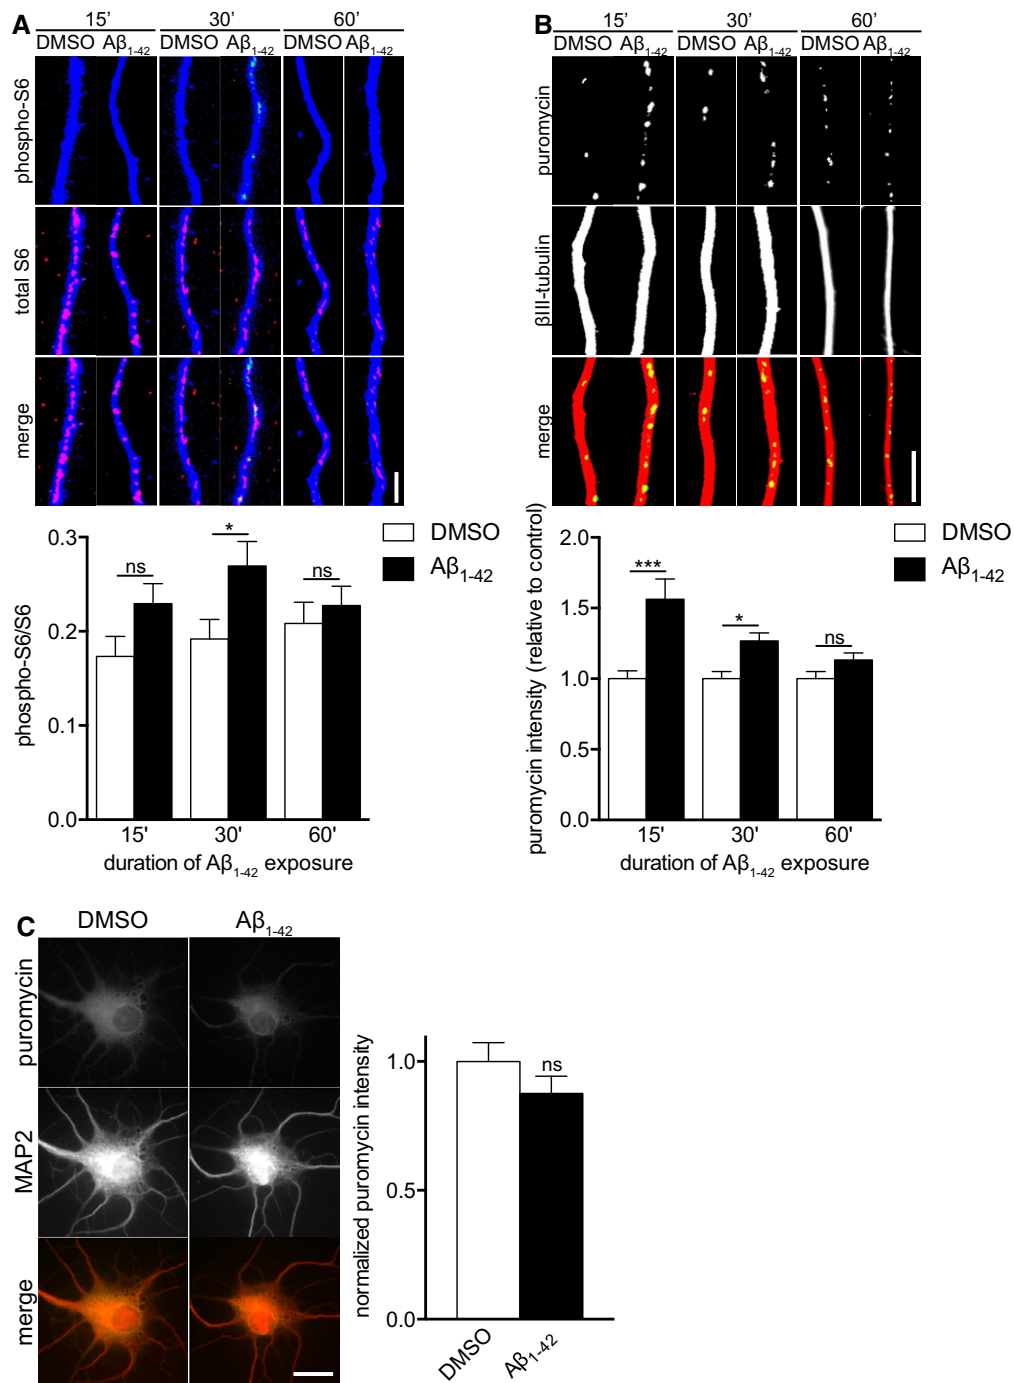 A
15’ 30’ 60’
DMSO Aβ1-42 DMSO Aβ1-42 DMSO Aβ1-42
phospho-S6
total S6
merge
0.3
0.2
0.1
0.0
phospho-S6/S6
ns
*
ns
DMSO
Aβ1-42
15' 30' 60'
duration of Aβ1-42 exposure
B
15’ 30’ 60’
DMSO Aβ1-42 DMSO Aβ1-42 DMSO Aβ1-42
puromycin
βIII-tubulin
merge
2.0
1.5
1.0
0.5
0.0
puromycin intensity (relative to control)
***
*
ns
DMSO
Aβ1-42
15' 30' 60'
duration of Aβ1-42 exposure
C
DMSO Aβ1-42
puromycin
MAP2
merge
1.0
0.5
0.0
normalized puromycin intensity
ns
DMSO
Aβ1-42